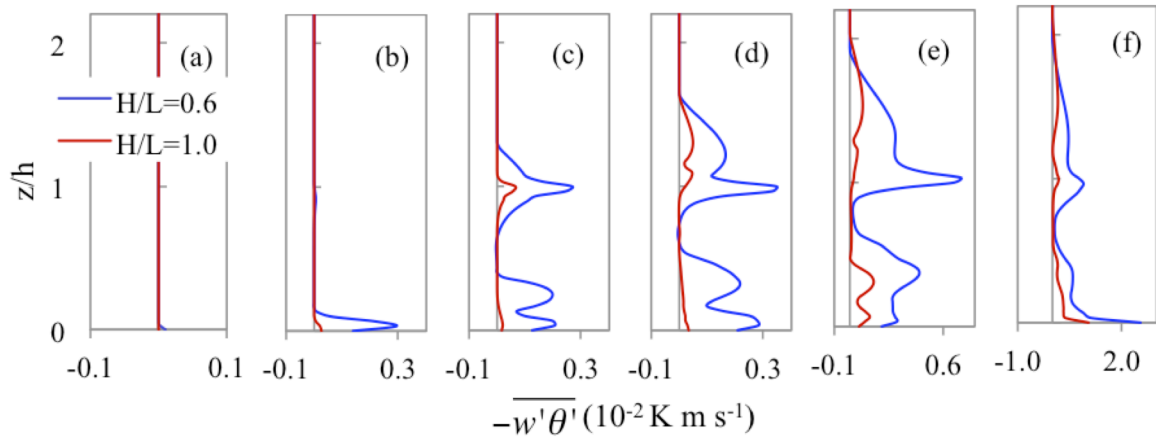 2
(a)
(b)
(c)
(d)
(e)
(f)
H/L=0.6
H/L=1.0
z/h
1
0
-0.1 0.1 -0.1 0.3 -0.1 0.3 -0.1 0.3 -0.1 0.6 -1.0 2.0
−w'θ' (10⁻² K m s⁻¹)